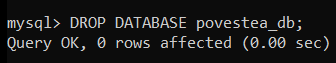 mysql> DROP DATABASE povestea_db;
Query OK, 0 rows affected (0.00 sec)